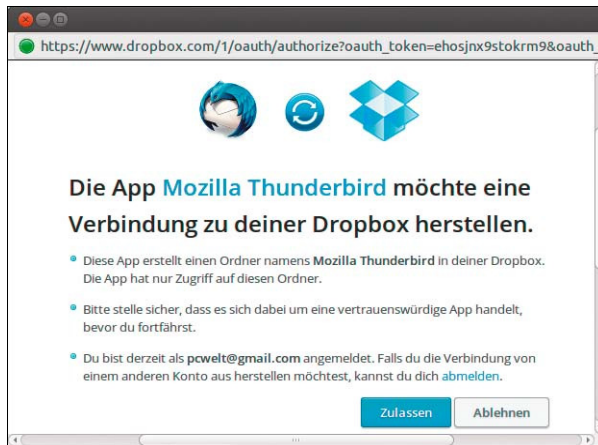 https://www.dropbox.com/1/oauth/authorize?oauth_token=ehosjnx9stokrm9&oauth_
Die App Mozilla Thunderbird möchte eine
Verbindung zu deiner Dropbox herstellen.
Diese App erstellt einen Ordner namens Mozilla Thunderbird in deiner Dropbox.
Die App hat nur Zugriff auf diesen Ordner.
Bitte stelle sicher, dass es sich dabei um eine vertrauenswürdige App handelt,
bevor du fortfährst.
Du bist derzeit als pcwelt@gmail.com angemeldet. Falls du die Verbindung von
einem anderen Konto aus herstellen möchtest, kannst du dich abmelden.
Zulassen Ablehnen